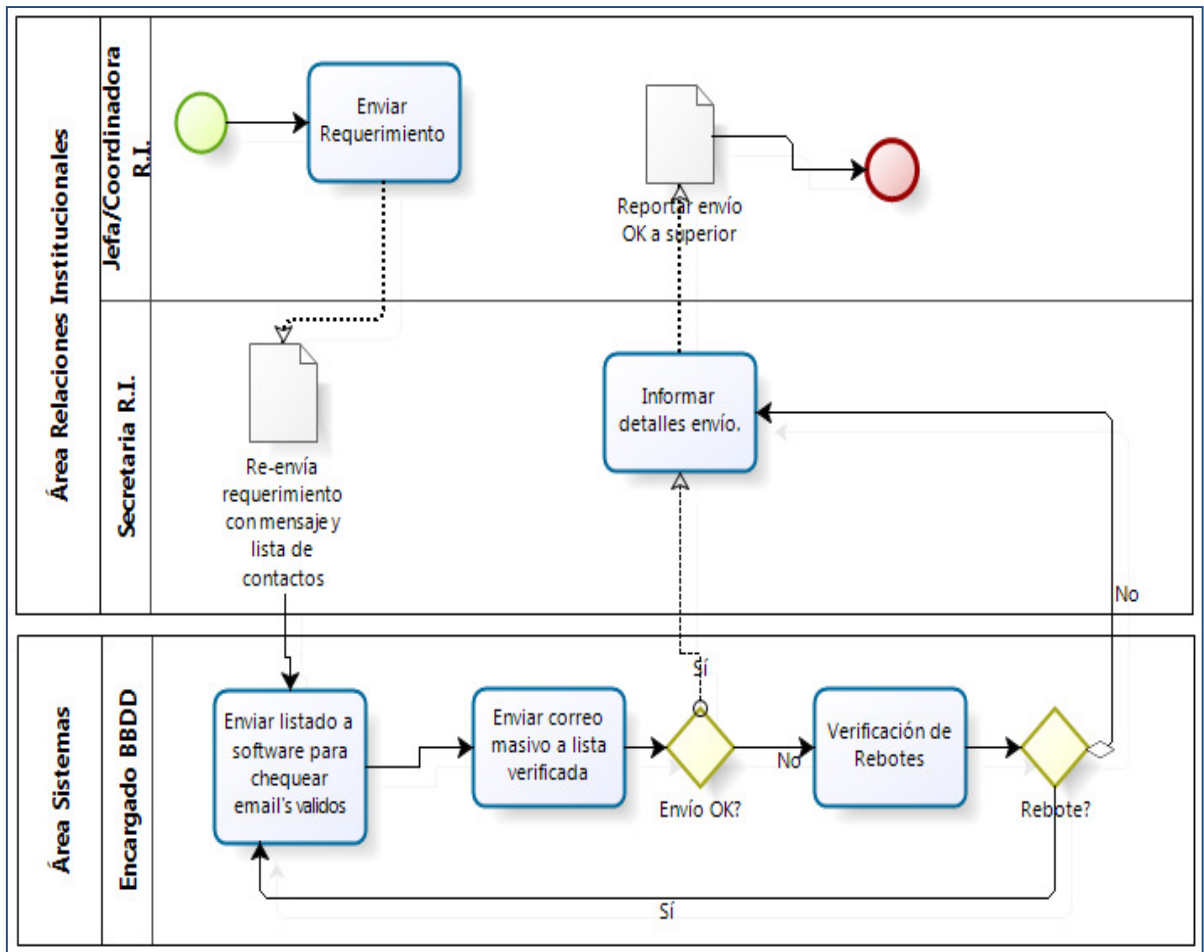 Área Relaciones Institucionales
Jefa/Coordinadora
R.I.
Enviar
Requerimiento
Reportar envío
OK a superior
Secretaria R.I.
Re-envía
requerimiento
con mensaje y
lista de
contactos
Informar
detalles envío.
No
Área Sistemas
Encargado BBDD
Enviar listado a
software para
chequear
email's validos
Enviar correo
masivo a lista
verificada
Sí
Envío OK?
No
Verificación de
Rebotes
Rebote?
Sí